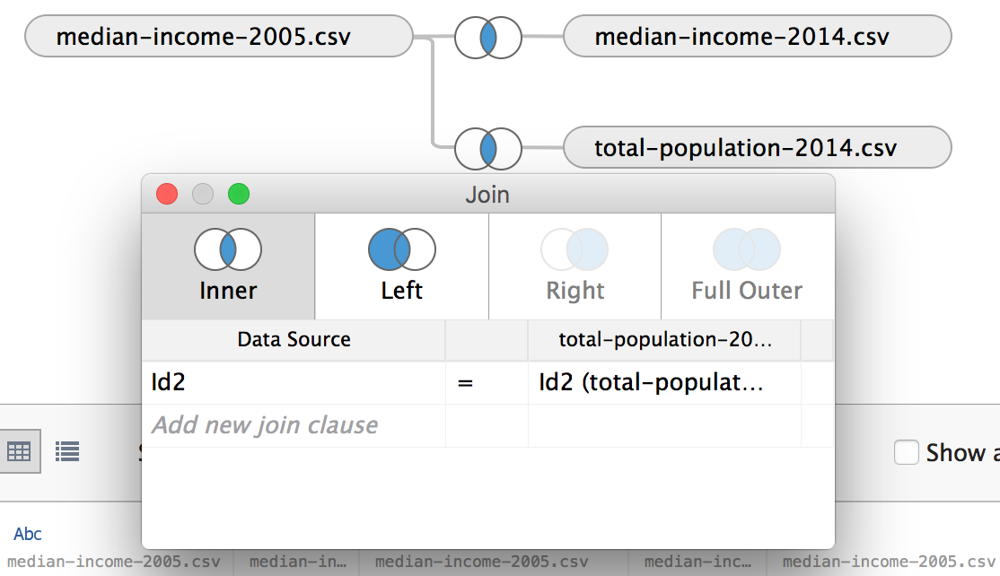 median-income-2005.csv
median-income-2014.csv
total-population-2014.csv
Join
Inner
Left
Right
Full Outer
Data Source
total-population-20...
Id2
=
Id2 (total-populat...
Add new join clause
Show a
Abc
median-income-2005.csv
median-in...
median-income-2005.csv
median-inc...
median-income-2005.csv